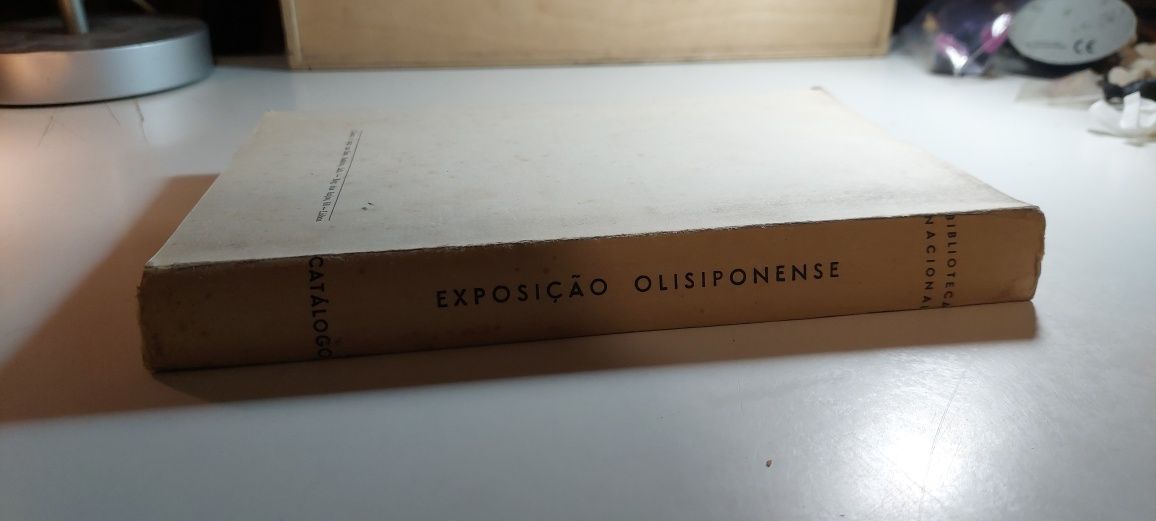 CATÁLOGO
EXPOSIÇÃO OLISIPONENSE
BIBLIOTECA
NACIONAL
CE